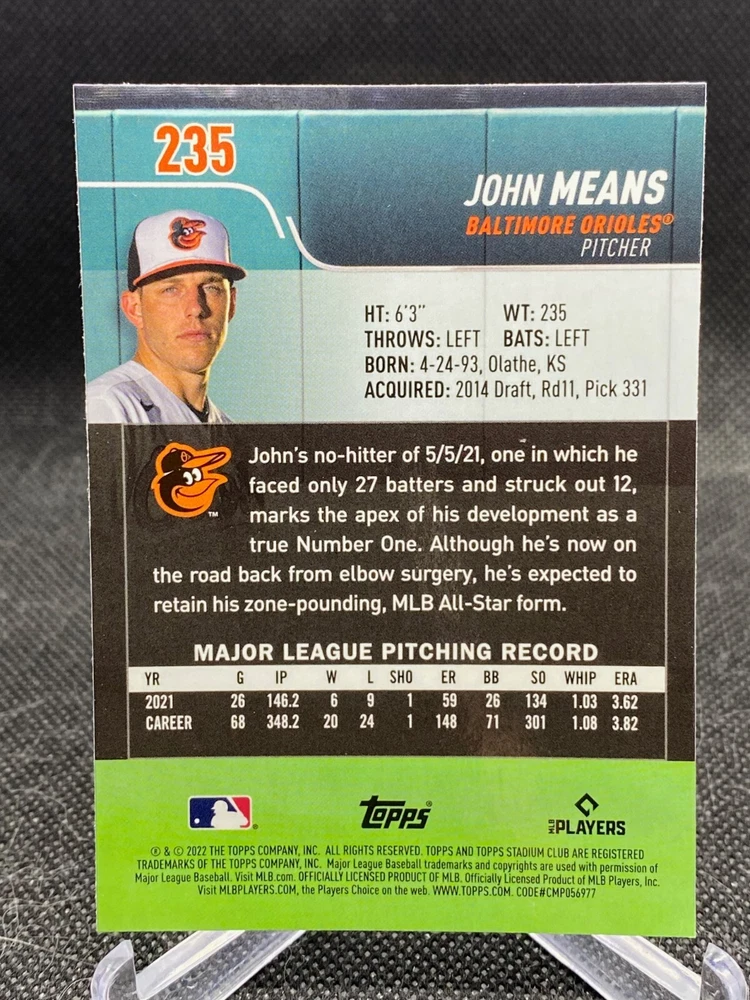 235
JOHN MEANS
BALTIMORE ORIOLES®
PITCHER
HT: 6'3" WT: 235
THROWS: LEFT BATS: LEFT
BORN: 4-24-93, Olathe, KS
ACQUIRED: 2014 Draft, Rd11, Pick 331
John's no-hitter of 5/5/21, one in which he
faced only 27 batters and struck out 12,
marks the apex of his development as a
true Number One. Although he's now on
the road back from elbow surgery, he's expected to
retain his zone-pounding, MLB All-Star form.
TM
MAJOR LEAGUE PITCHING RECORD
YR G IP W L SHO ER BB SO WHIP ERA
2021 26 146.2 6 9 1 59 26 134 1.03 3.62
CAREER 68 348.2 20 24 1 148 71 301 1.08 3.82
Topps®
MLB PLAYERS
® & © 2022 THE TOPPS COMPANY, INC. ALL RIGHTS RESERVED. TOPPS AND TOPPS STADIUM CLUB ARE REGISTERED
TRADEMARKS OF THE TOPPS COMPANY, INC. Major League Baseball trademarks and copyrights are used with permission of
Major League Baseball. Visit MLB.com. OFFICIALLY LICENSED PRODUCT OF MLB. Officially Licensed Product of MLB Players, Inc.
Visit MLBPLAYERS.COM, the Players Choice on the web. WWW.TOPPS.COM. CODE#CMP056977